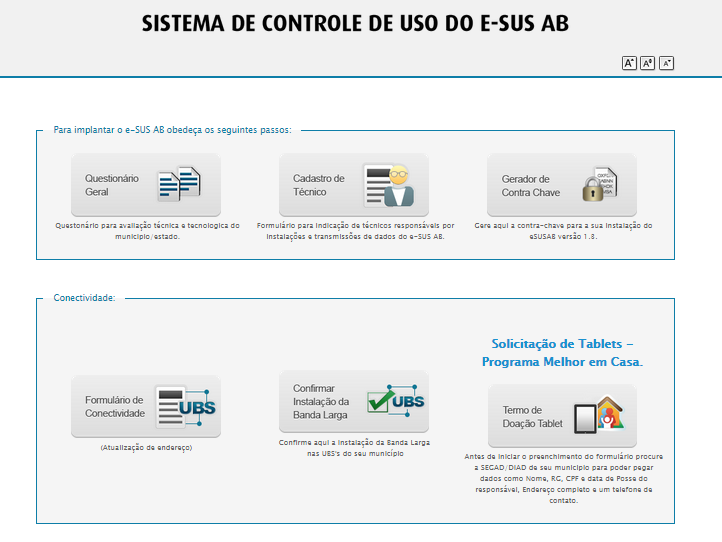 SISTEMA DE CONTROLE DE USO DO E-SUS AB
A+ A0 A-
Para implantar o e-SUS AB obedeça os seguintes passos:
Questionário
Geral
Questonário para avaliação técnica e tecnologica do
município/estado.
Cadastro de
Técnico
Formulário para indicação de técnicos responsáveis por
instalações e transmissões de dados do e-SUS AB.
Gerador de
Contra Chave
Gere aqui a contra-chave para a sua instalação do
eSUSAB versão 1.8.
Conectividade:
Formulário de
Conectividade
UBS
(Atualização de endereço)
Confirmar
Instalação da
Banda Larga
UBS
Confirme aqui a instalação da Banda Larga
nas UBS's do seu município
Solicitação de Tablets –
Programa Melhor em Casa.
Termo de
Doação Tablet
Antes de iniciar o preenchimento do formulário procure
a SEGAD/DIAD de seu município para poder pegar
dados como Nome, RG, CPF e data de Posse do
responsável, Endereço completo e um telefone de
contato.